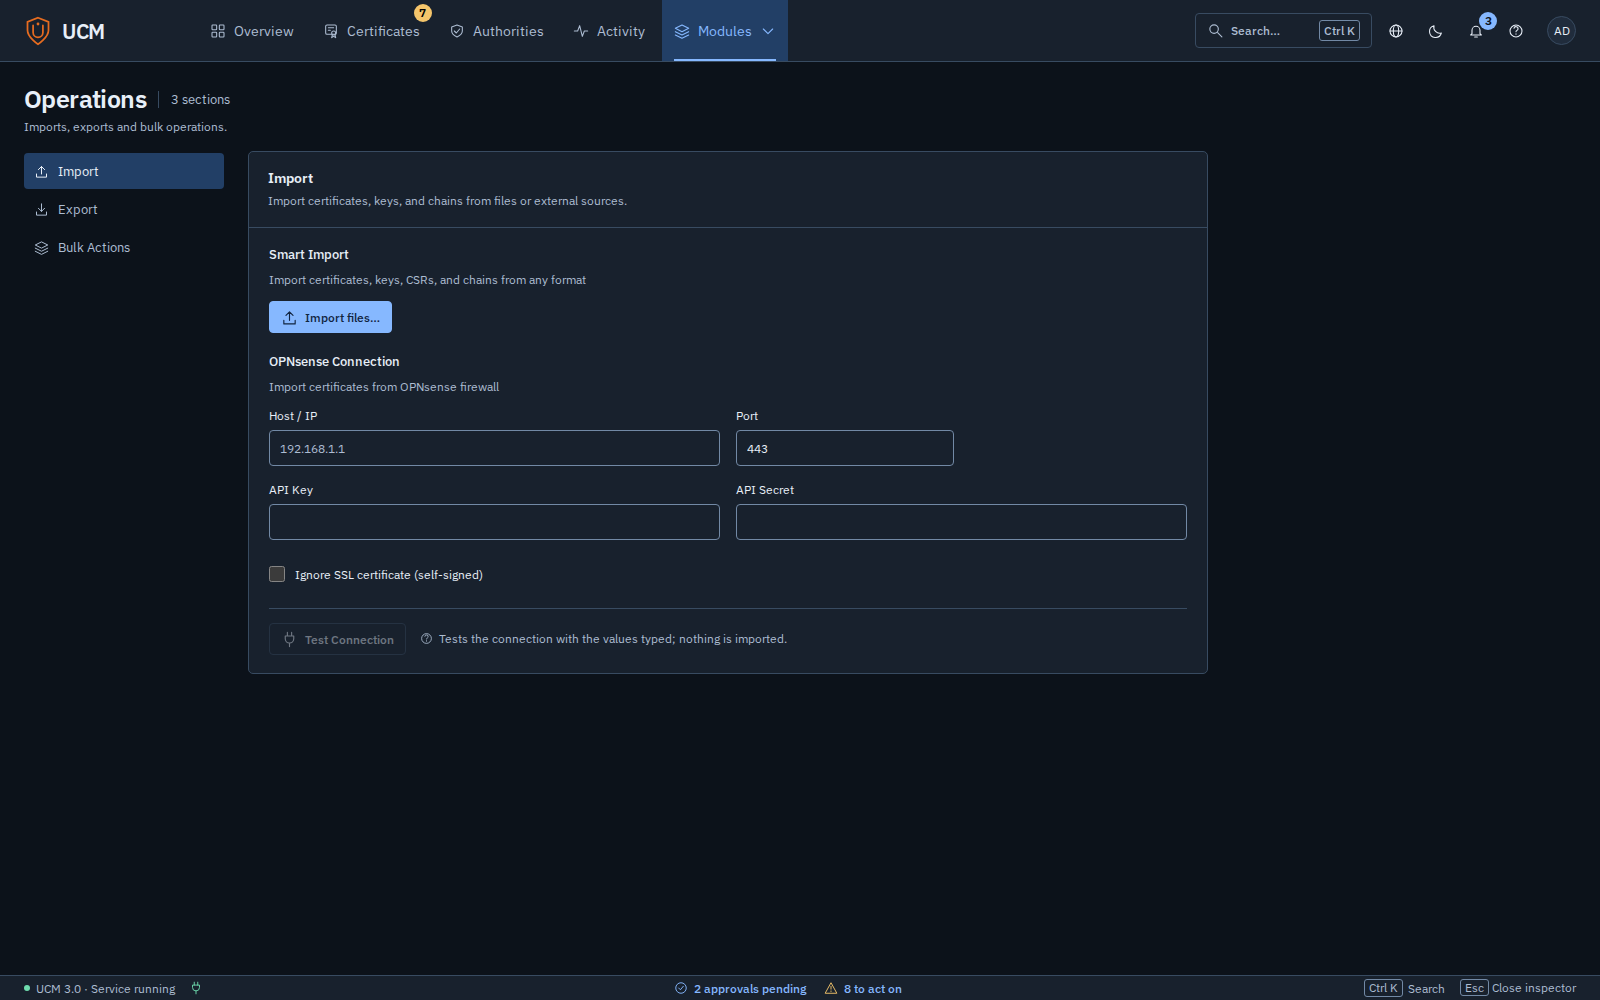 UCM
Overview
Certificates
7
Authorities
Activity
Modules
Search...
Ctrl K
3
AD
Operations
3 sections
Imports, exports and bulk operations.
Import
Export
Bulk Actions
Import
Import certificates, keys, and chains from files or external sources.
Smart Import
Import certificates, keys, CSRs, and chains from any format
Import files...
OPNsense Connection
Import certificates from OPNsense firewall
Host / IP
Port
192.168.1.1
443
API Key
API Secret
Ignore SSL certificate (self-signed)
Test Connection
Tests the connection with the values typed; nothing is imported.
UCM 3.0 · Service running
2 approvals pending
8 to act on
Ctrl K Search
Esc Close inspector